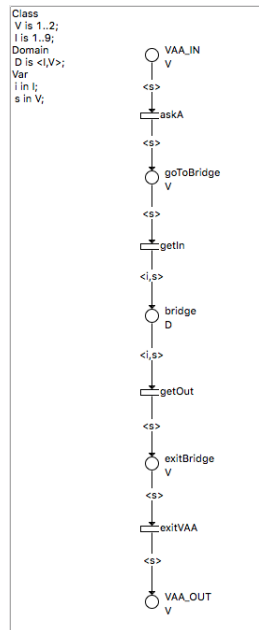 Class
V is 1..2;
I is 1..9;
Domain
D is <I,V>;
Var
i in I;
s in V;
VAA_IN
V
<s>
askA
<s>
goToBridge
V
<s>
getIn
<i,s>
bridge
D
<i,s>
getOut
<s>
exitBridge
V
<s>
exitVAA
<s>
VAA_OUT
V